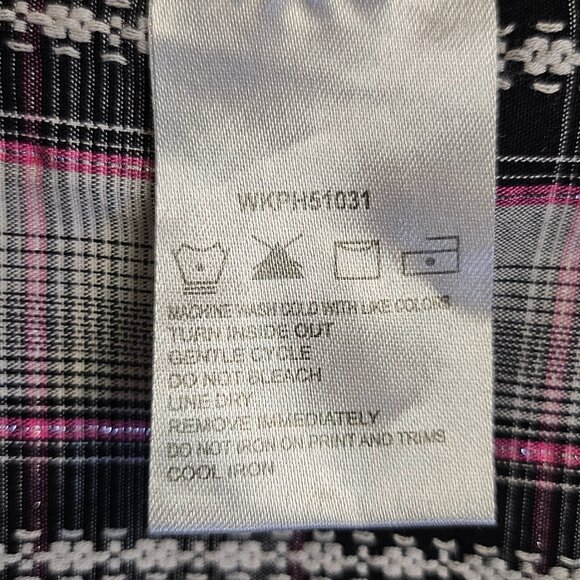 WKPH51031
MACHINE WASH COLD WITH LIKE COLORS
TURN INSIDE OUT
GENTLE CYCLE
DO NOT BLEACH
LINE DRY
REMOVE IMMEDIATELY
DO NOT IRON ON PRINT AND TRIMS
COOL IRON